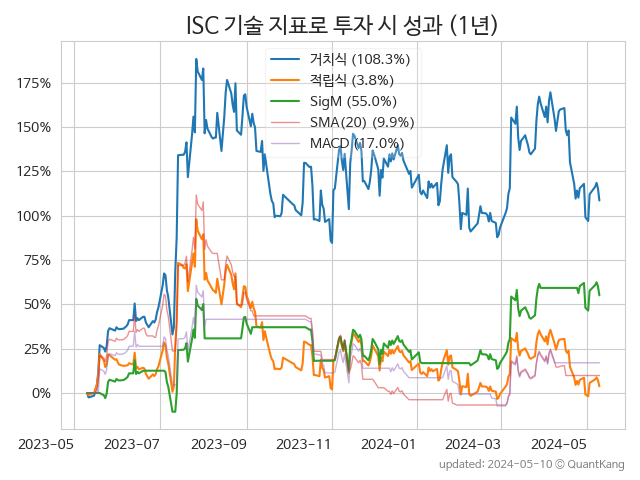 ISC 기술 지표로 투자 시 성과 (1년)
거치식 (108.3%)
적립식 (3.8%)
SigM (55.0%)
SMA(20) (9.9%)
MACD (17.0%)
175%
150%
125%
100%
75%
50%
25%
0%
2023-05
2023-07
2023-09
2023-11
2024-01
2024-03
2024-05
updated: 2024-05-10 © QuantKang